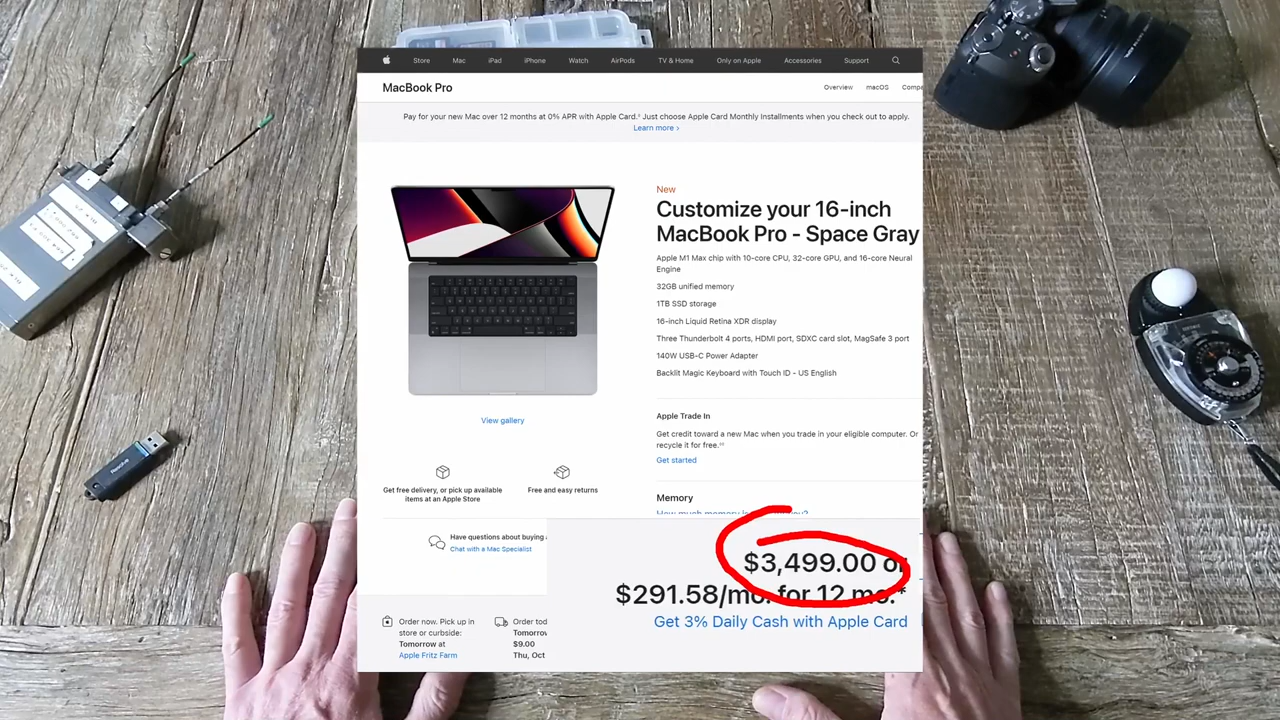 Store Mac iPad iPhone Watch AirPods TV & Home Only on Apple Accessories Support
MacBook Pro
Overview macOS Compa
Pay for your new Mac over 12 months at 0% APR with Apple Card.◊ Just choose Apple Card Monthly Installments when you check out to apply.
Learn more >
New
Customize your 16-inch
MacBook Pro - Space Gray
Apple M1 Max chip with 10-core CPU, 32-core GPU, and 16-core Neural
Engine
32GB unified memory
1TB SSD storage
16-inch Liquid Retina XDR display
Three Thunderbolt 4 ports, HDMI port, SDXC card slot, MagSafe 3 port
140W USB-C Power Adapter
Backlit Magic Keyboard with Touch ID - US English
View gallery
Get free delivery, or pick up available
items at an Apple Store
Free and easy returns
Apple Trade In
Get credit toward a new Mac when you trade in your eligible computer. Or
recycle it for free.
Get started
Memory
How much memory
Have questions about buying
Chat with a Mac Specialist
$3,499.00 or
$291.58/mo. for 12 mo.*
Get 3% Daily Cash with Apple Card
Order now. Pick up in
store or curbside:
Tomorrow at
Apple Fritz Farm
Order tod
Tomorrow
$9.00
Thu, Oct